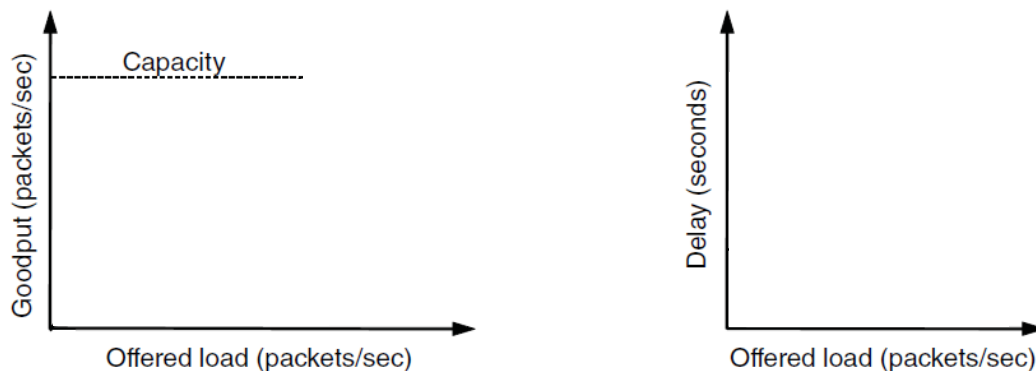 Capacity
Goodput (packets/sec)
Offered load (packets/sec)
Delay (seconds)
Offered load (packets/sec)